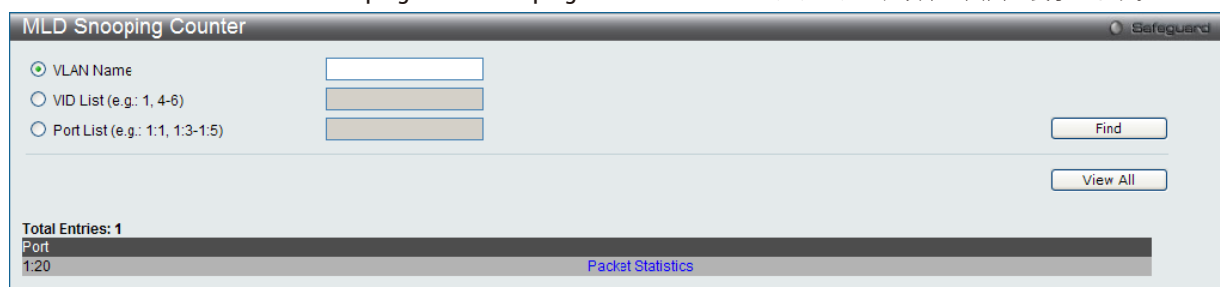 MLD Snooping Counter
Safeguard
VLAN Name
VID List (e.g.: 1, 4-6)
Port List (e.g.: 1:1, 1:3-1:5)
Find
View All
Total Entries: 1
Port
1:20 Packet Statistics